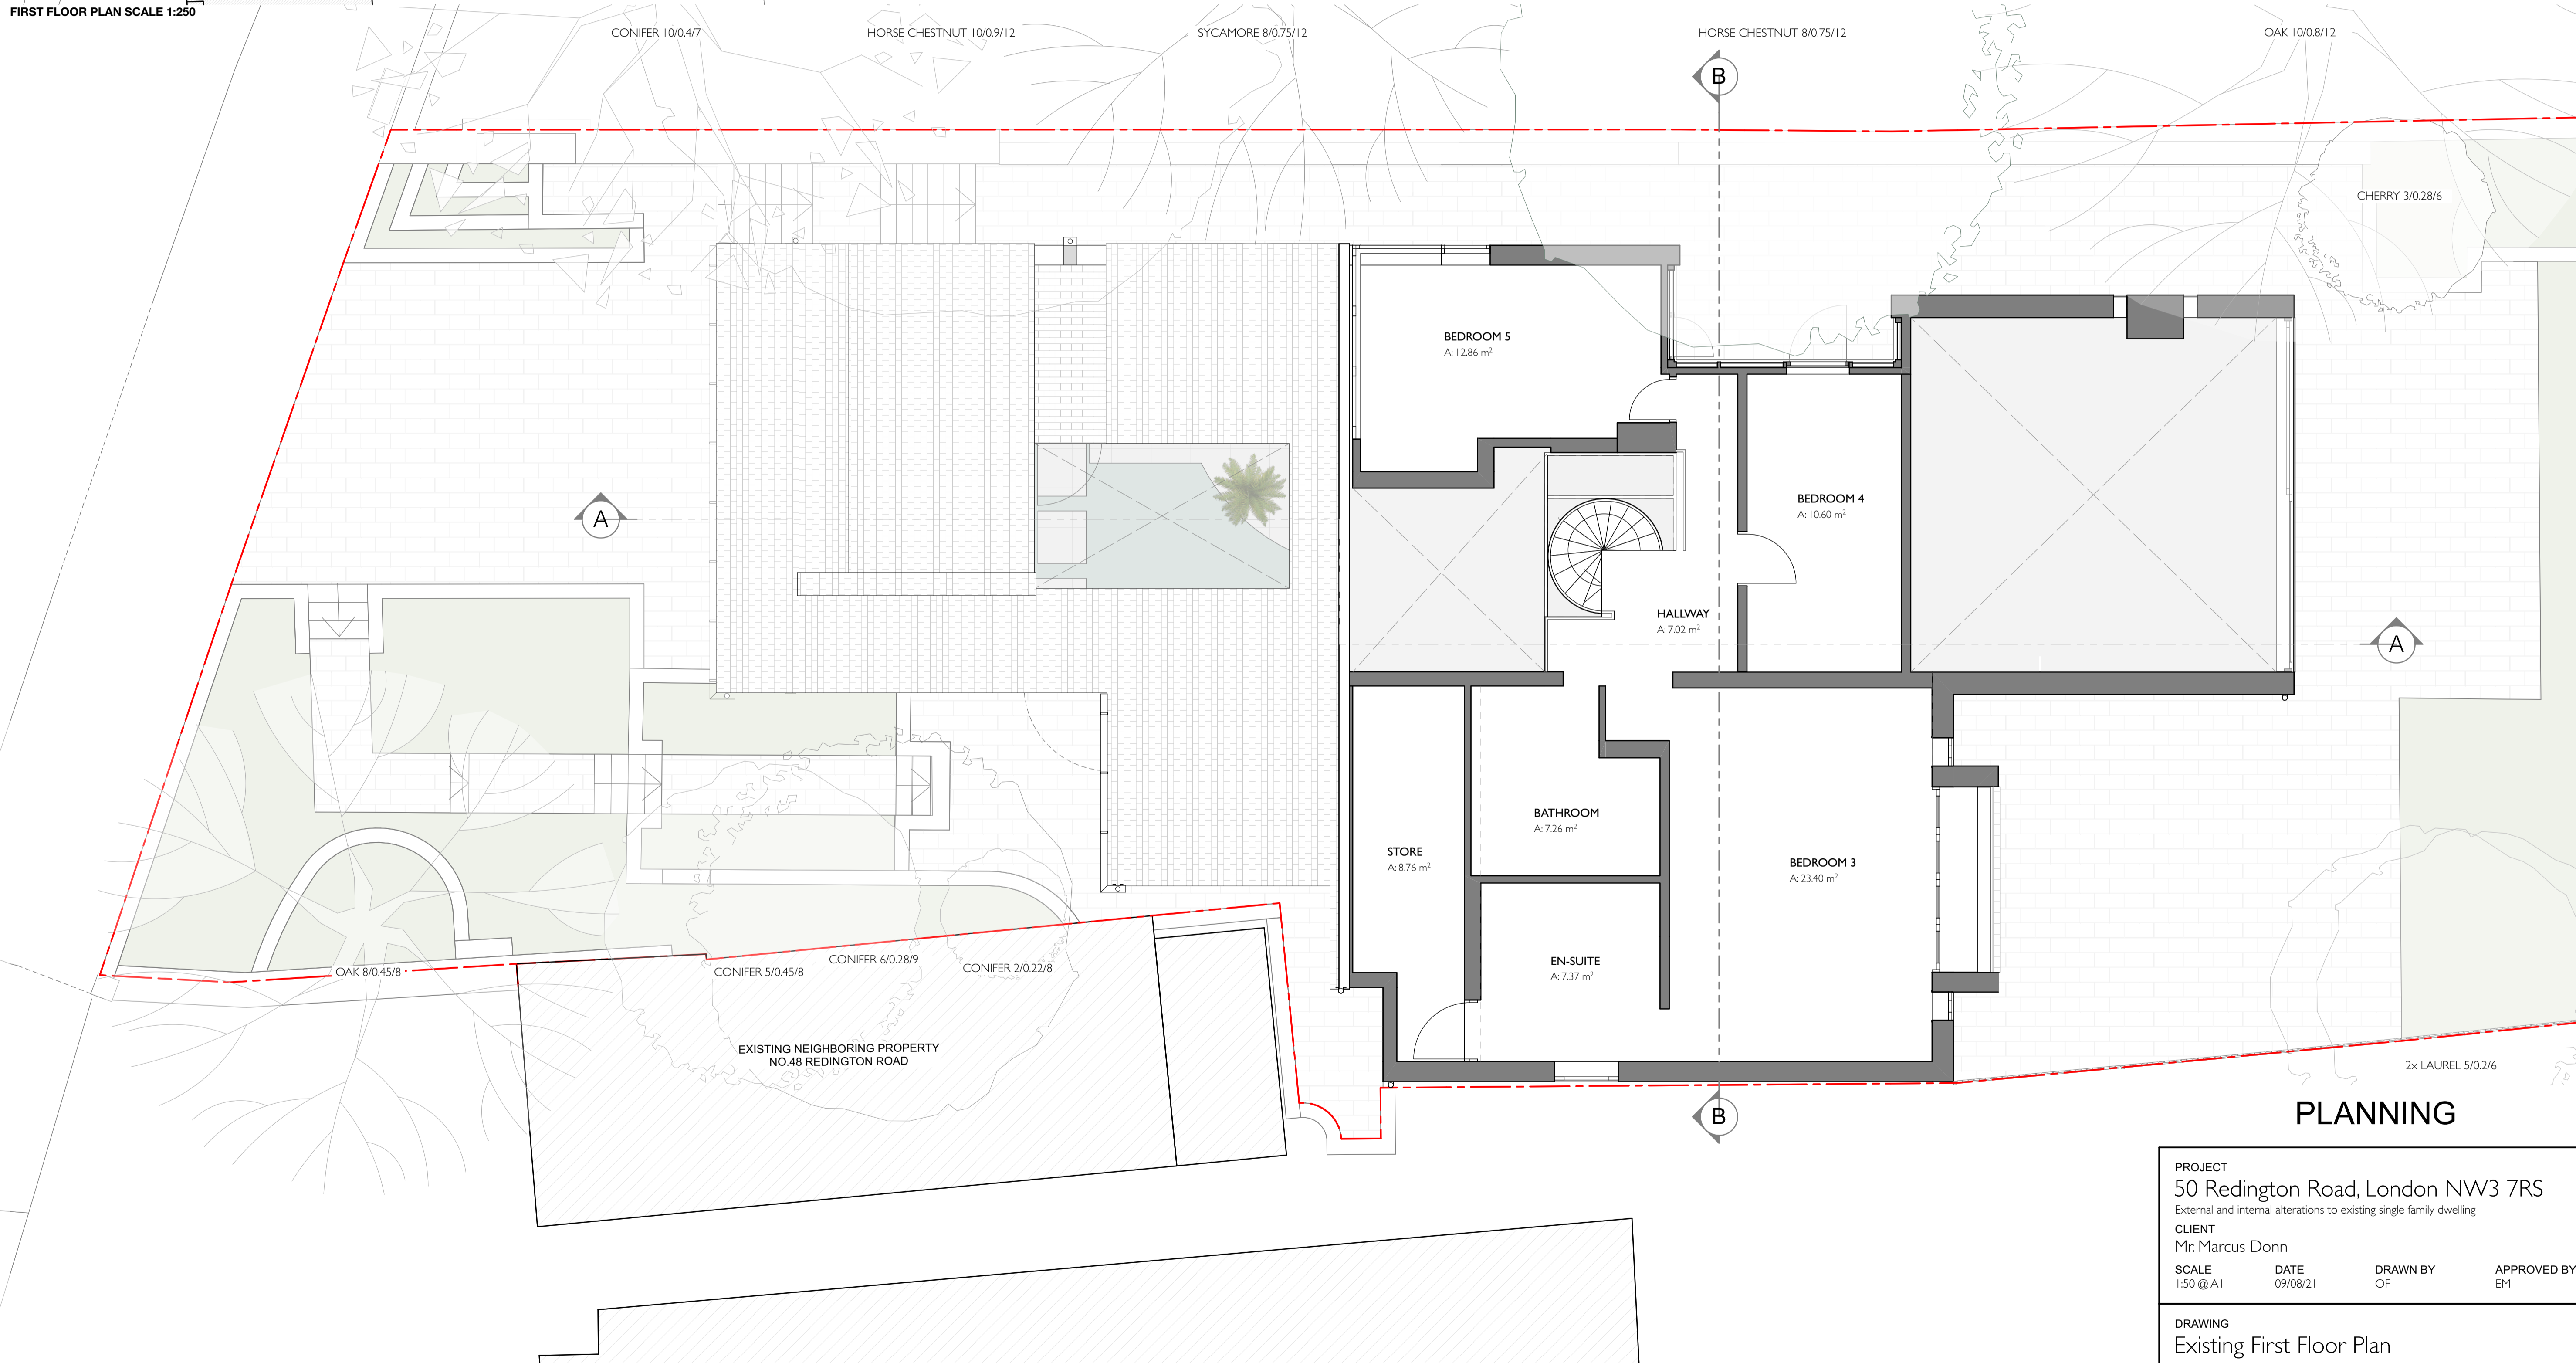 FIRST FLOOR PLAN SCALE 1:250
CONIFER 10/0.4/7
HORSE CHESTNUT 10/0.9/12
SYCAMORE 8/0.75/12
HORSE CHESTNUT 8/0.75/12
OAK 10/0.8/12
B
CHERRY 3/0.28/6
BEDROOM 5
A: 12.86 m²
BEDROOM 4
A: 10.60 m²
A
HALLWAY
A: 7.02 m²
A
BATHROOM
A: 7.26 m²
STORE
A: 8.76 m²
BEDROOM 3
A: 23.40 m²
EN-SUITE
A: 7.37 m²
OAK 8/0.45/8
CONIFER 5/0.45/8
CONIFER 6/0.28/9
CONIFER 2/0.22/8
EXISTING NEIGHBORING PROPERTY
NO.48 REDINGTON ROAD
2x LAUREL 5/0.2/6
B
PLANNING
PROJECT
50 Redington Road, London NW3 7RS
External and internal alterations to existing single family dwelling
CLIENT
Mr. Marcus Donn
SCALE DATE DRAWN BY APPROVED BY
1:50 @ A1 09/08/21 OF EM
DRAWING
Existing First Floor Plan